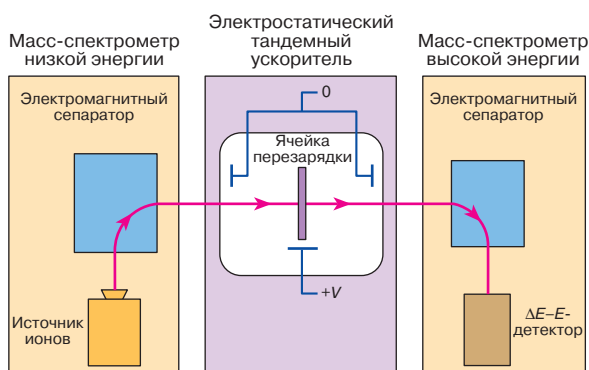 Масс-спектрометр
низкой энергии
Электростатический
тандемный
ускоритель
Масс-спектрометр
высокой энергии
Электромагнитный
сепаратор
0
Ячейка
перезарядки
Электромагнитный
сепаратор
+V
Источник
ионов
ΔE–E-
детектор